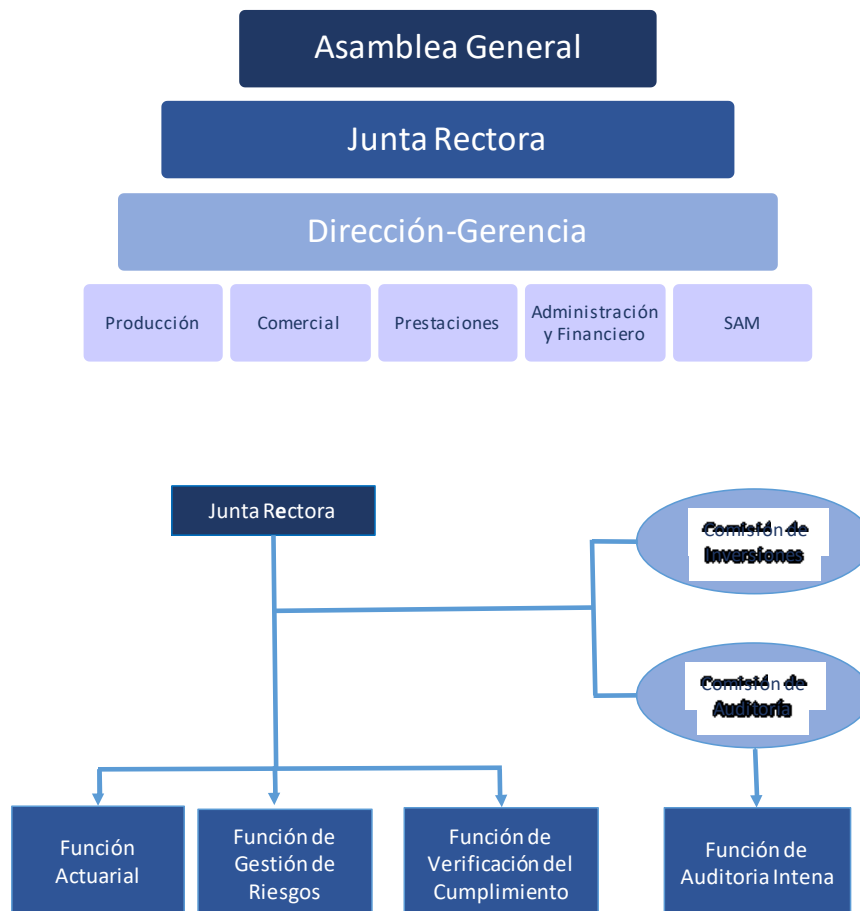 Asamblea General
Junta Rectora
Dirección-Gerencia
Producción
Comercial
Prestaciones
Administración
y Financiero
SAM
Junta Rectora
Comisión de
Inversiones
Comisión de
Auditoría
Función
Actuarial
Función de
Gestión de
Riesgos
Función de
Verificación del
Cumplimiento
Función de
Auditoria Intena